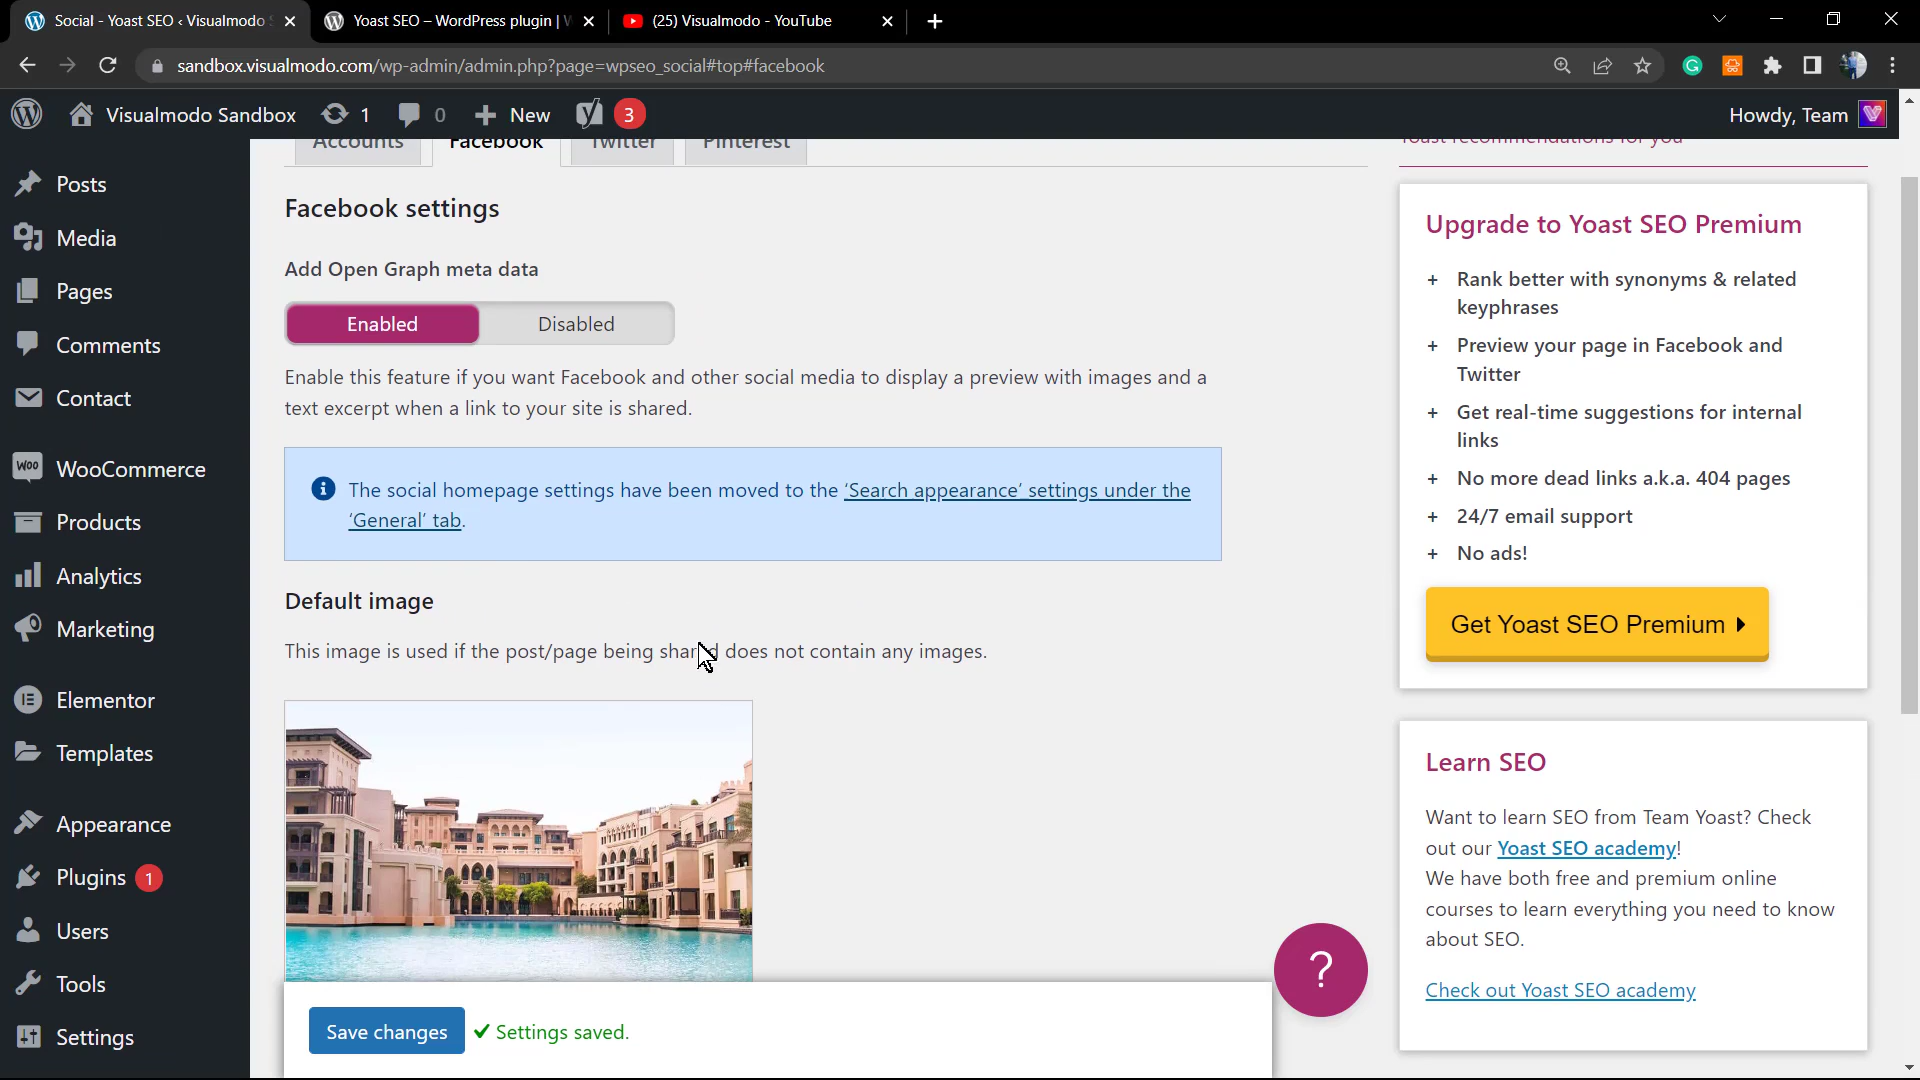 Social - Yoast SEO ‹ Visualmodo S
Yoast SEO – WordPress plugin | W
(25) Visualmodo - YouTube
sandbox.visualmodo.com/wp-admin/admin.php?page=wpseo_social#top#facebook
Visualmodo Sandbox
1
0
New
3
Howdy, Team
Posts
Media
Pages
Comments
Contact
Woo
WooCommerce
Products
Analytics
Marketing
Elementor
Templates
Appearance
Plugins 1
Users
Tools
Settings
Accounts
Facebook
Twitter
Pinterest
Facebook settings
Add Open Graph meta data
Enabled
Disabled
Enable this feature if you want Facebook and other social media to display a preview with images and a
text excerpt when a link to your site is shared.
The social homepage settings have been moved to the ‘Search appearance’ settings under the
‘General’ tab.
Default image
This image is used if the post/page being shared does not contain any images.
Save changes
Settings saved.
?
Yoast recommendations for you
Upgrade to Yoast SEO Premium
+ Rank better with synonyms & related
keyphrases
+ Preview your page in Facebook and
Twitter
+ Get real-time suggestions for internal
links
+ No more dead links a.k.a. 404 pages
+ 24/7 email support
+ No ads!
Get Yoast SEO Premium
Learn SEO
Want to learn SEO from Team Yoast? Check
out our Yoast SEO academy!
We have both free and premium online
courses to learn everything you need to know
about SEO.
Check out Yoast SEO academy